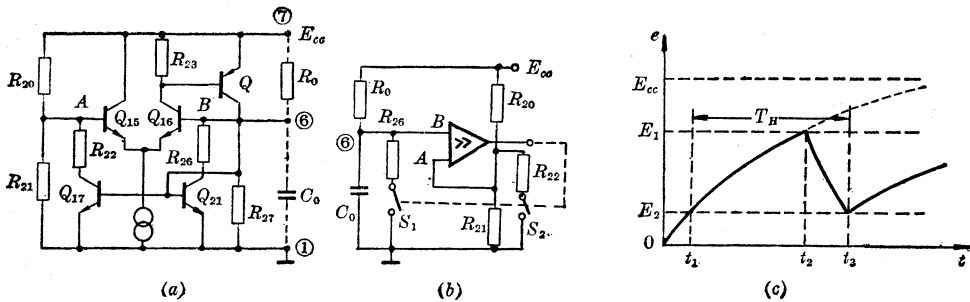 ⑦
E_cc
R_20
R_23
Q
R_0
A
Q_15
Q_16
B
⑥
R_22
R_26
R_21
Q_17
Q_21
R_27
C_0
①
(a)
E_cc
R_0
R_20
R_26
B
⑥
A
R_22
C_0
S_1
R_21
S_2
(b)
e
E_cc
T_H
E_1
E_2
0
t_1
t_2
t_3
t
(c)